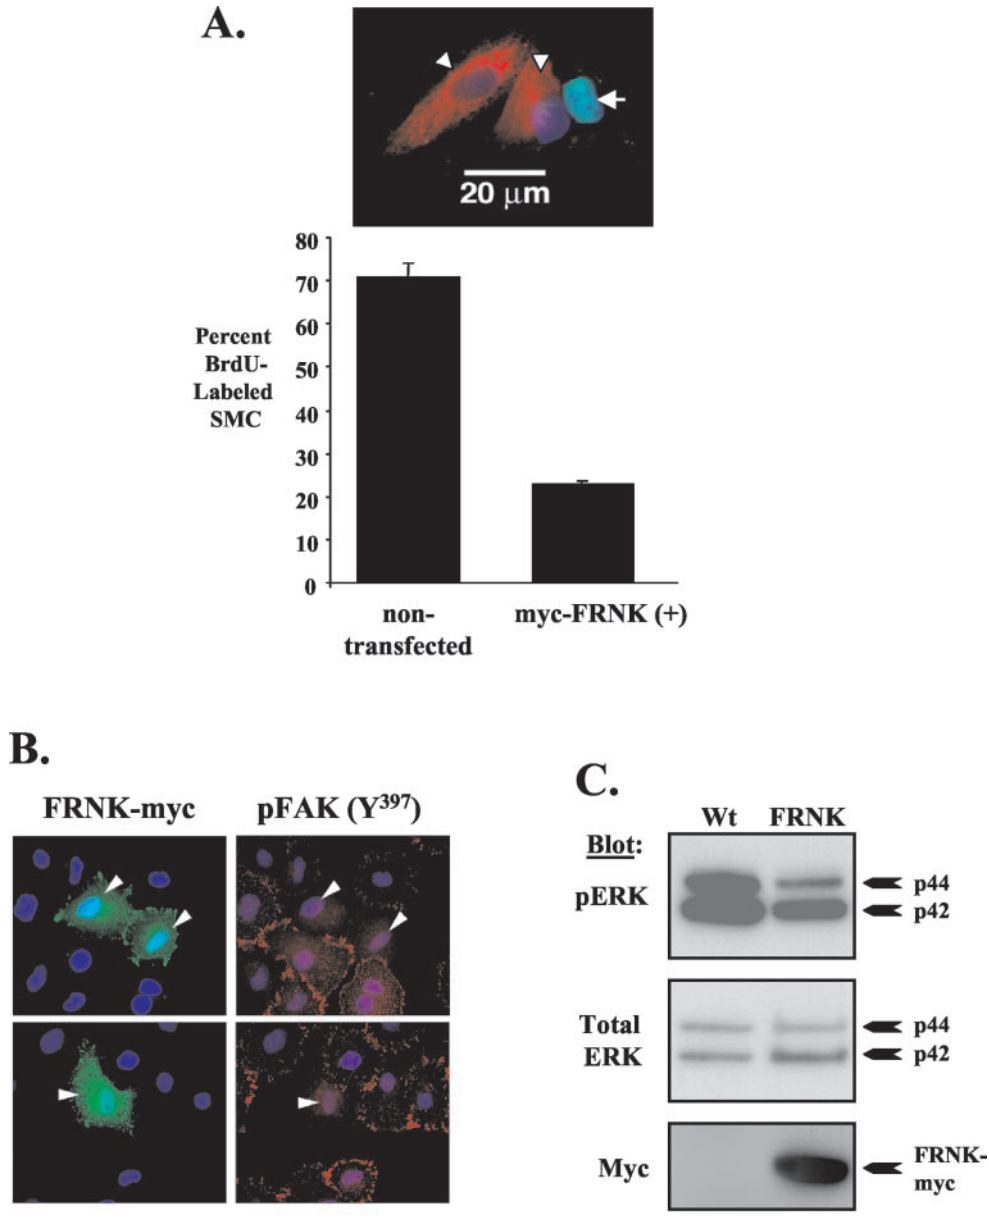 A.
20 μm
80
70
60
50
40
30
20
10
0
Percent
BrdU-
Labeled
SMC
non-
transfected
myc-FRNK (+)
B.
FRNK-myc
pFAK (Y³⁹⁷)
C.
Wt
FRNK
Blot:
pERK
p44
p42
Total
ERK
p44
p42
Myc
FRNK-
myc